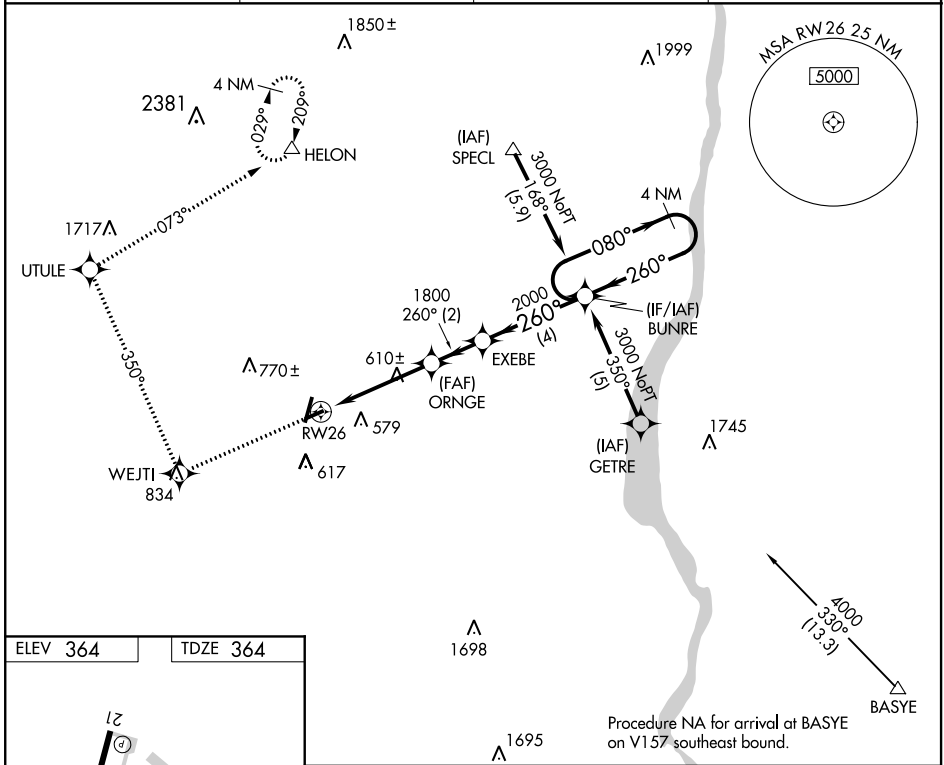 1850±
1999
MSA RW26 25 NM
5000
4 NM
2381
029°
209°
HELON
(IAF)
SPECL
3000 NoPT
168°
(5.9)
4 NM
080°
260°
1717
073°
UTULE
1800
260° (2)
2000
260°
(4)
(IF/IAF)
BUNRE
EXEBE
350°
770±
610±
(FAF)
ORNGE
3000 NoPT
350°
(5)
RW26
579
617
(IAF)
GETRE
1745
WEJTI
834
4000
330°
(13.3)
1698
BASYE
ELEV 364
TDZE 364
21
P
1695
Procedure NA for arrival at BASYE
on V157 southeast bound.